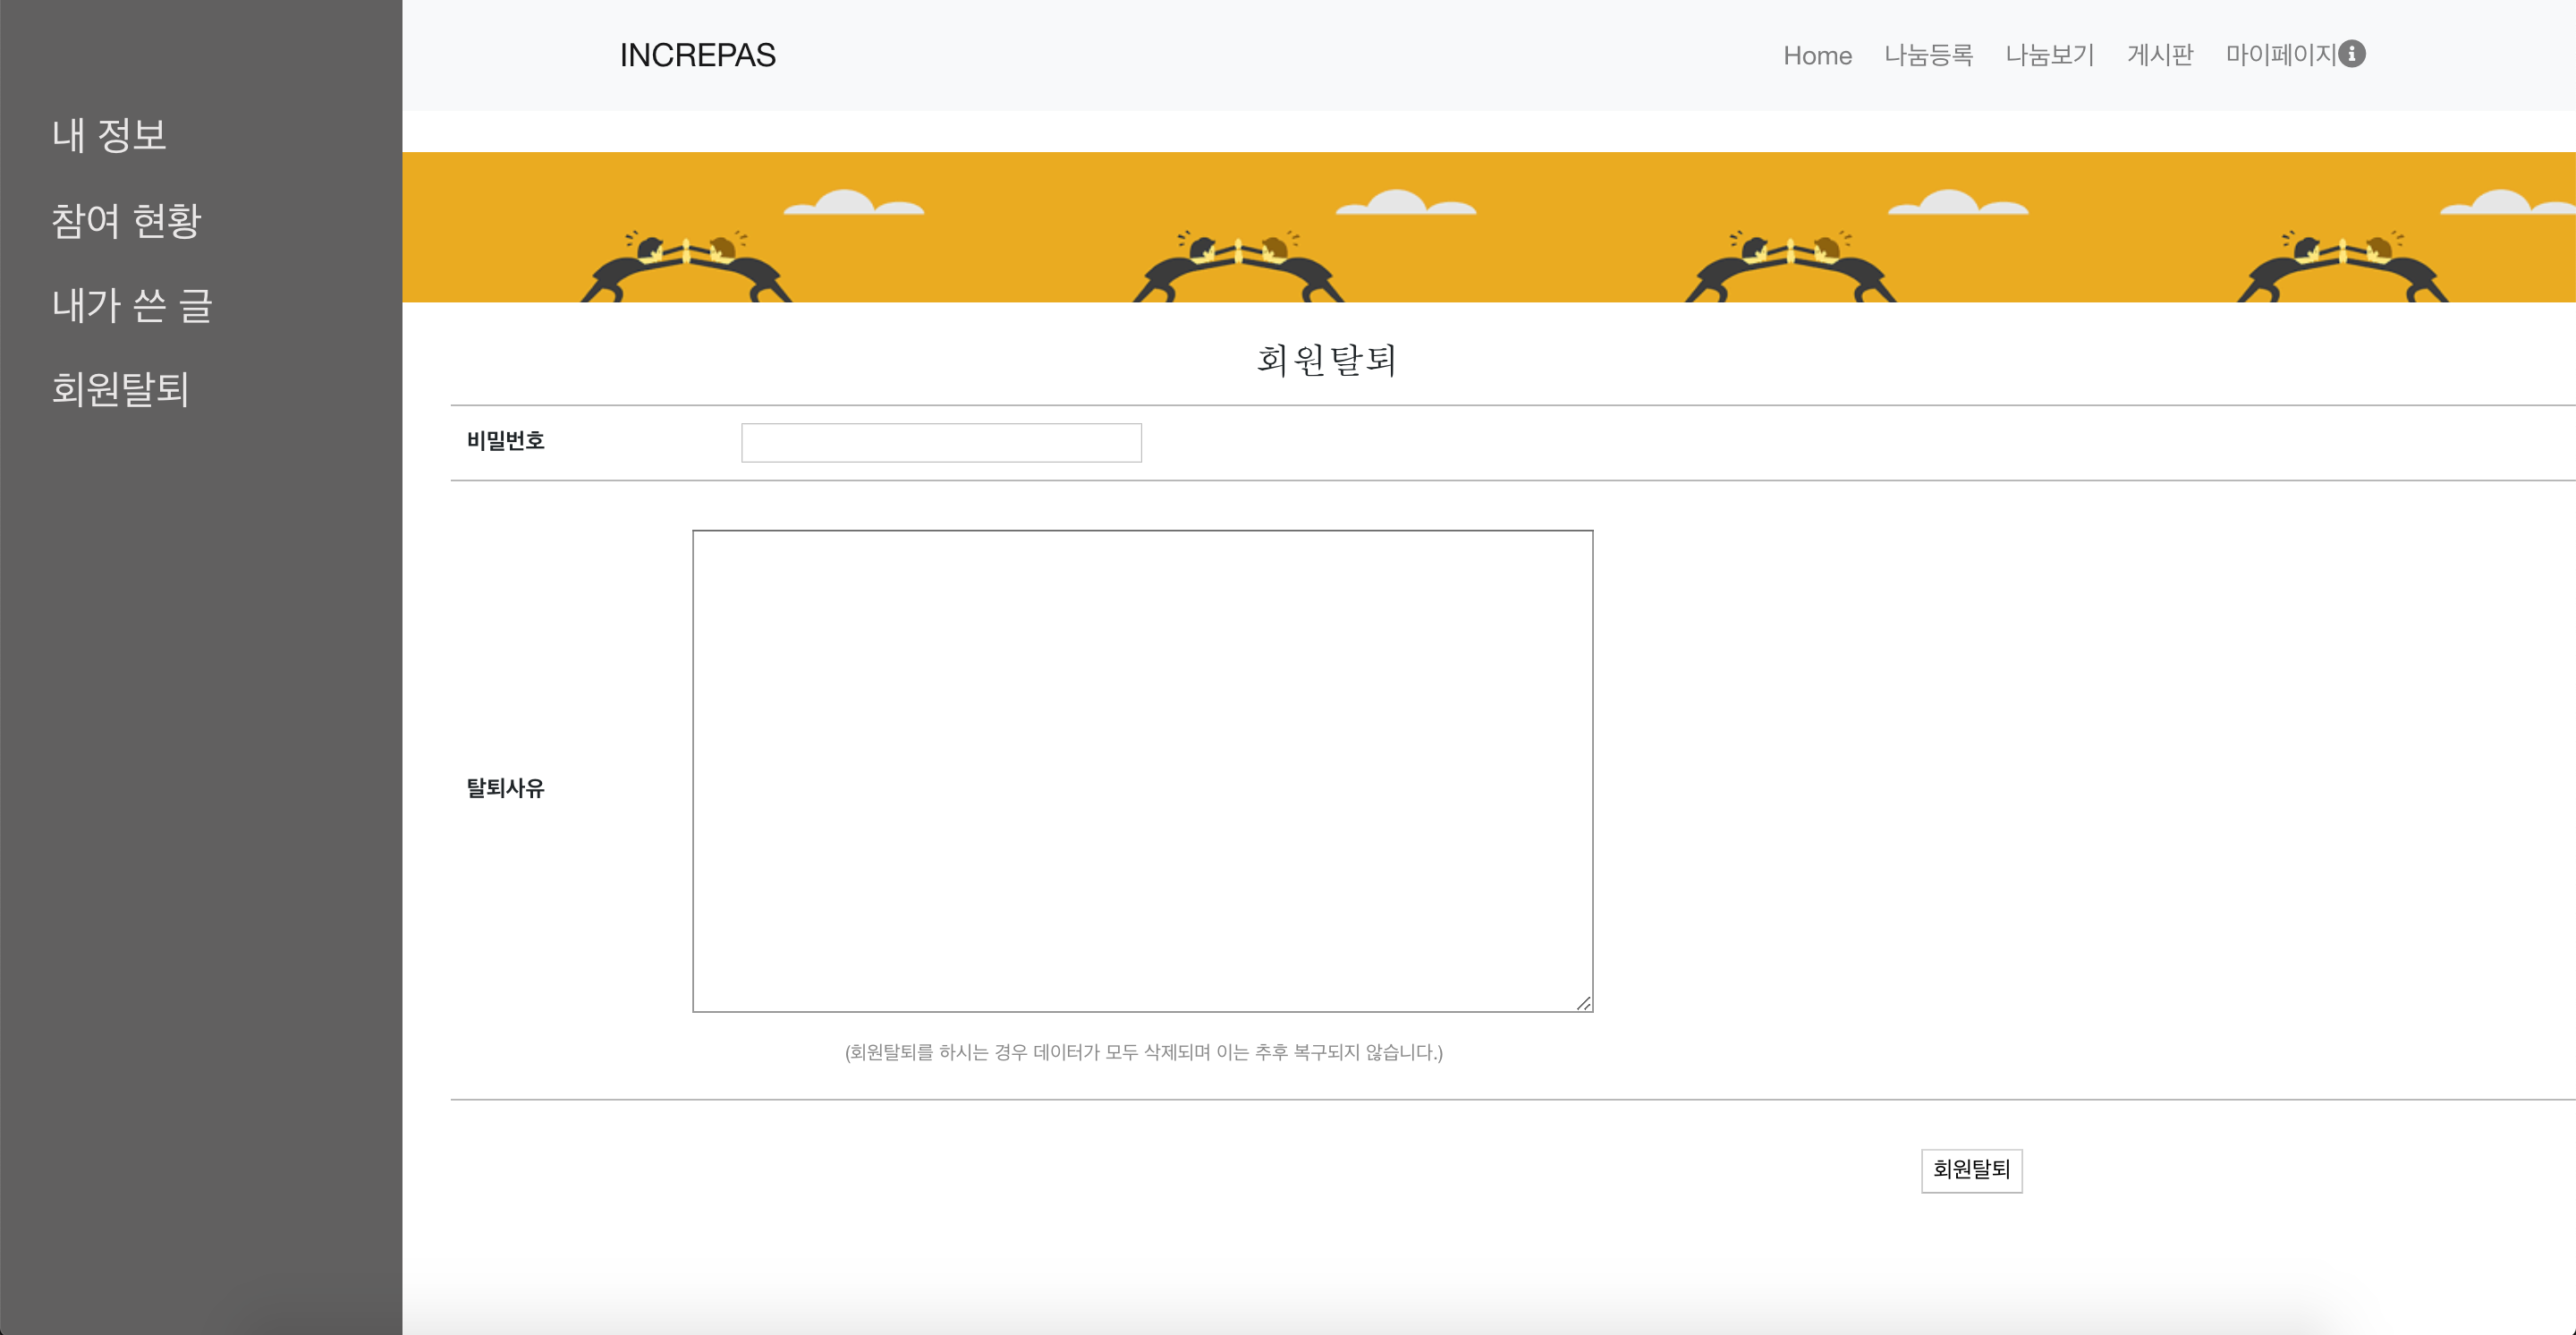 INCREPAS
Home 나눔등록 나눔보기 게시판 마이페이지
내 정보
참여 현황
내가 쓴 글
회원탈퇴
회원탈퇴
비밀번호
탈퇴사유
(회원탈퇴를 하시는 경우 데이터가 모두 삭제되며 이는 추후 복구되지 않습니다.)
회원탈퇴